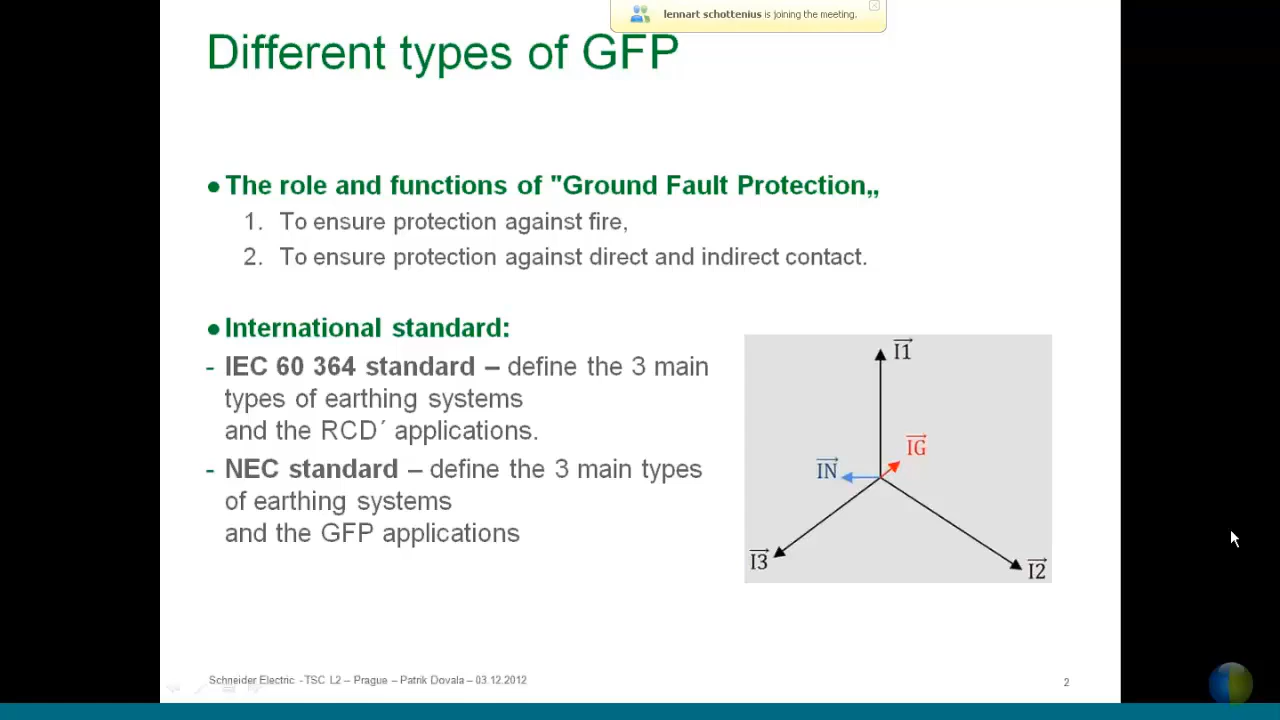 lennart schottenius is joining the meeting.
Different types of GFP
● The role and functions of "Ground Fault Protection„
1. To ensure protection against fire,
2. To ensure protection against direct and indirect contact.
● International standard:
- IEC 60 364 standard – define the 3 main
types of earthing systems
and the RCD´ applications.
- NEC standard – define the 3 main types
of earthing systems
and the GFP applications
I1
IG
IN
I3
I2
Schneider Electric -TSC L2 – Prague – Patrik Dovala – 03.12.2012
2